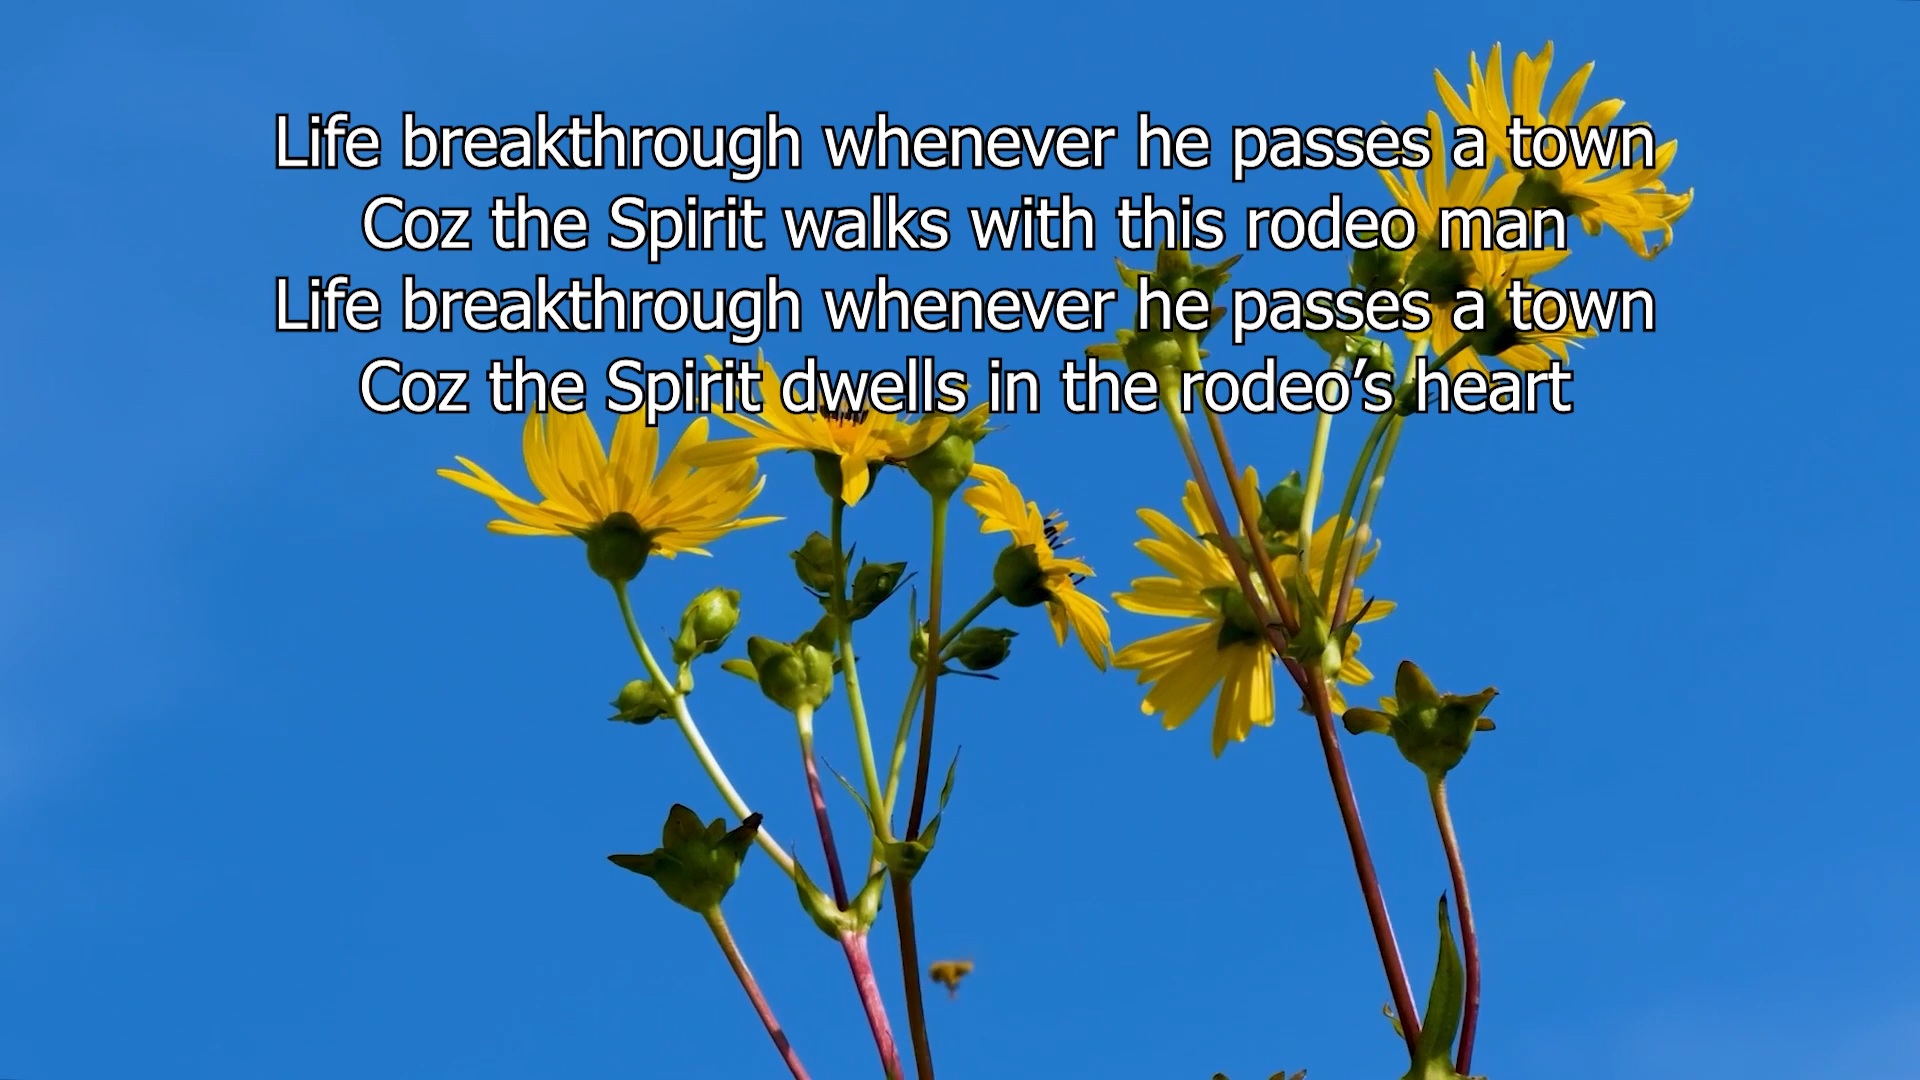 Life breakthrough whenever he passes a town
Coz the Spirit walks with this rodeo man
Life breakthrough whenever he passes a town
Coz the Spirit dwells in the rodeo’s heart